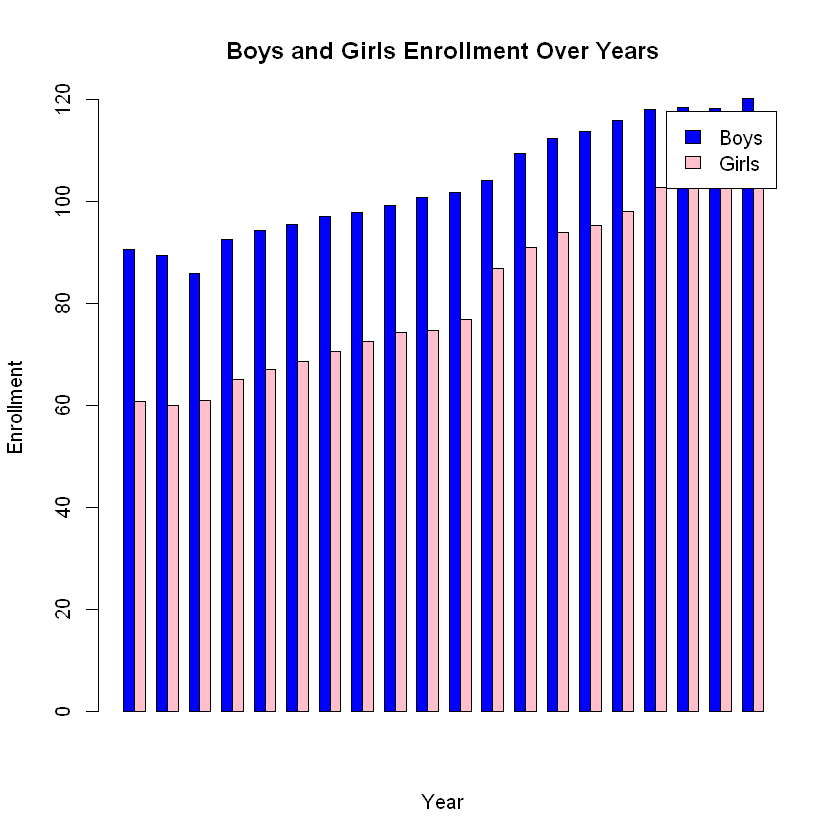 Boys and Girls Enrollment Over Years
120
100
80
60
40
20
0
Enrollment
Boys
Girls
Year